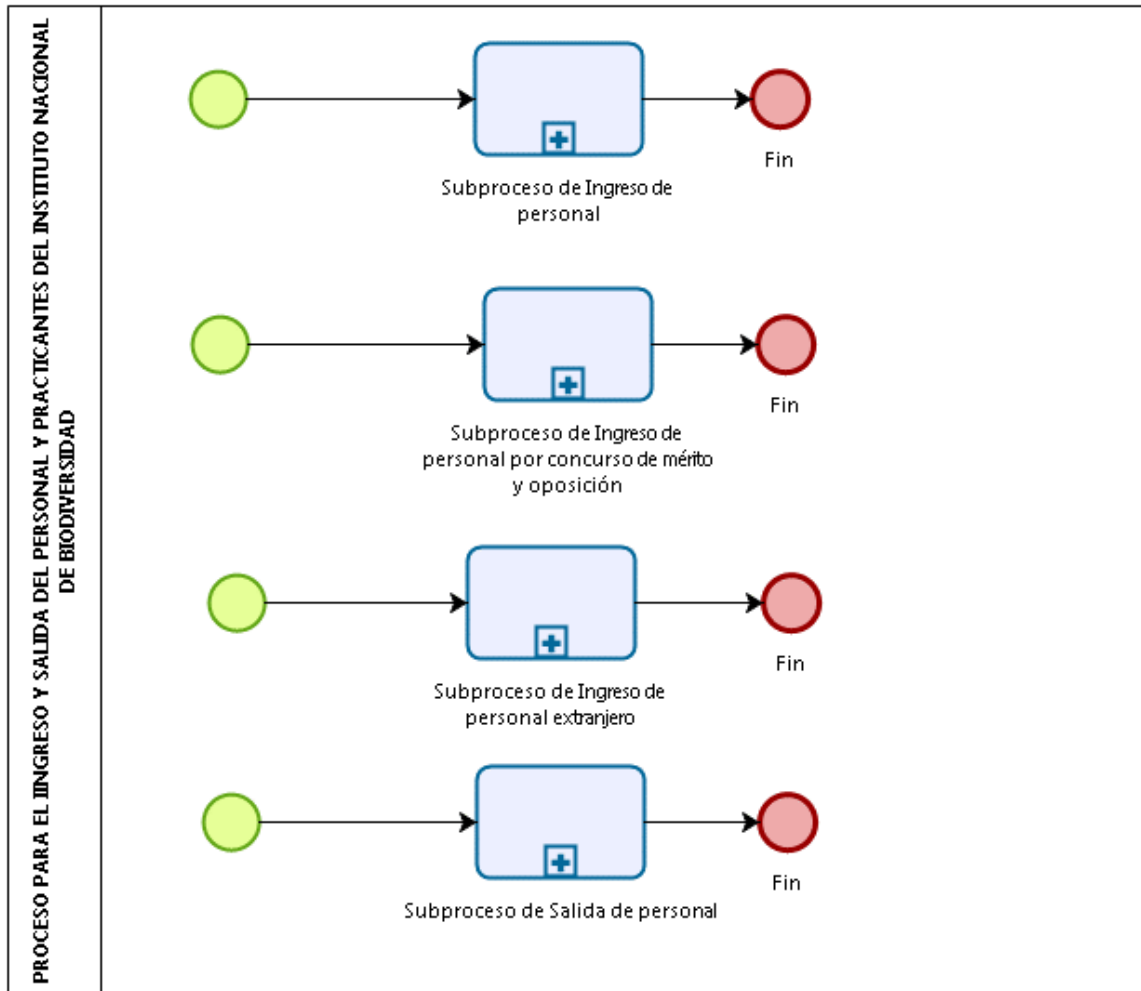 PROCESO PARA EL IINGRESO Y SALIDA DEL PERSONAL Y PRACTICANTES DEL INSTITUTO NACIONAL
DE BIODIVERSIDAD
Subproceso de Ingreso de
personal
Fin
Subproceso de Ingreso de
personal por concurso de mérito
y oposición
Fin
Subproceso de Ingreso de
personal extranjero
Fin
Subproceso de Salida de personal
Fin